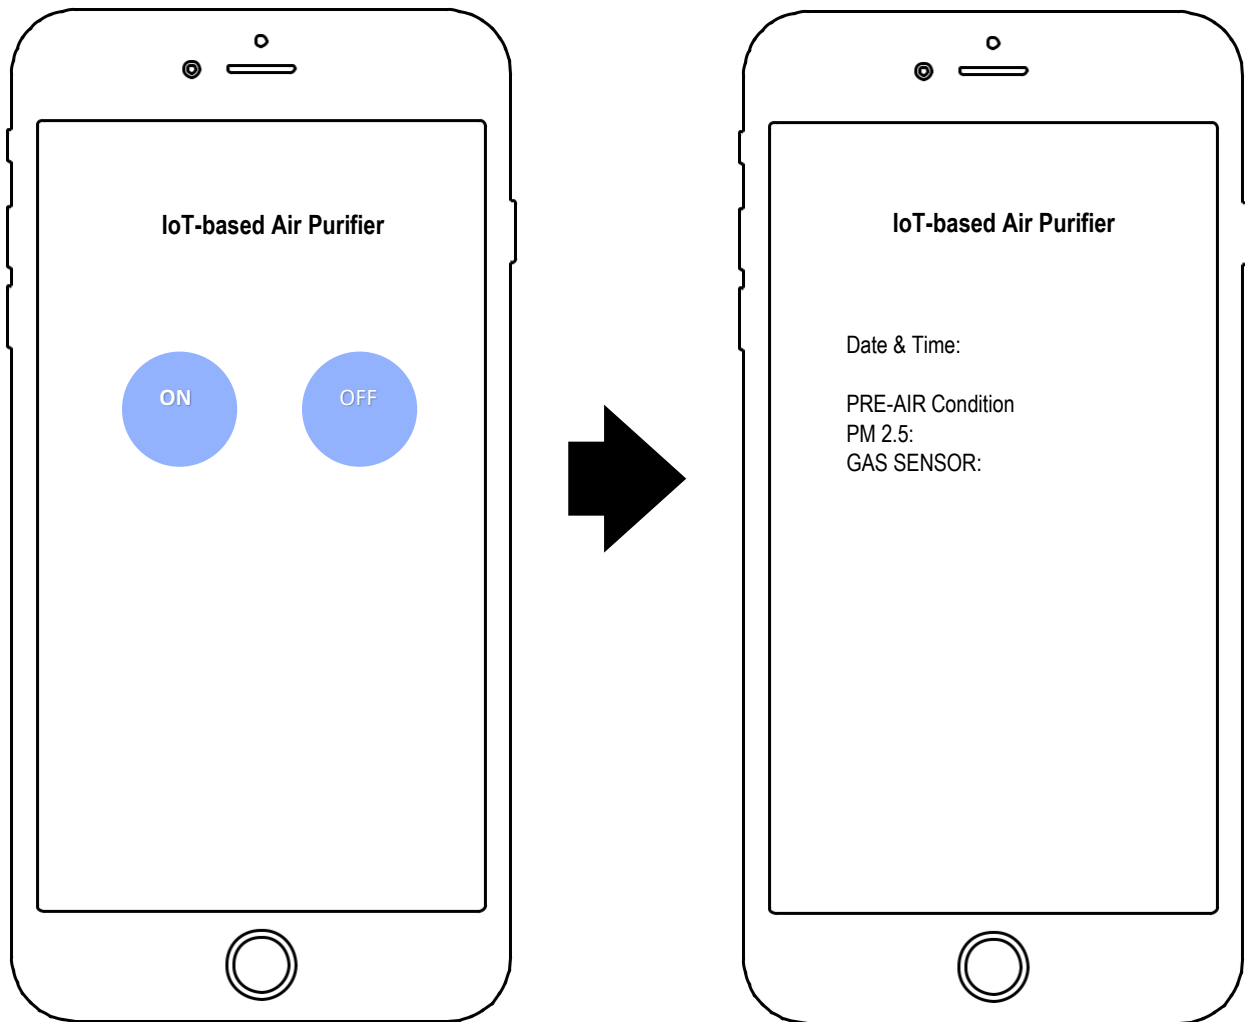 IoT-based Air Purifier
ON
OFF
IoT-based Air Purifier
Date & Time:
PRE-AIR Condition
PM 2.5:
GAS SENSOR: